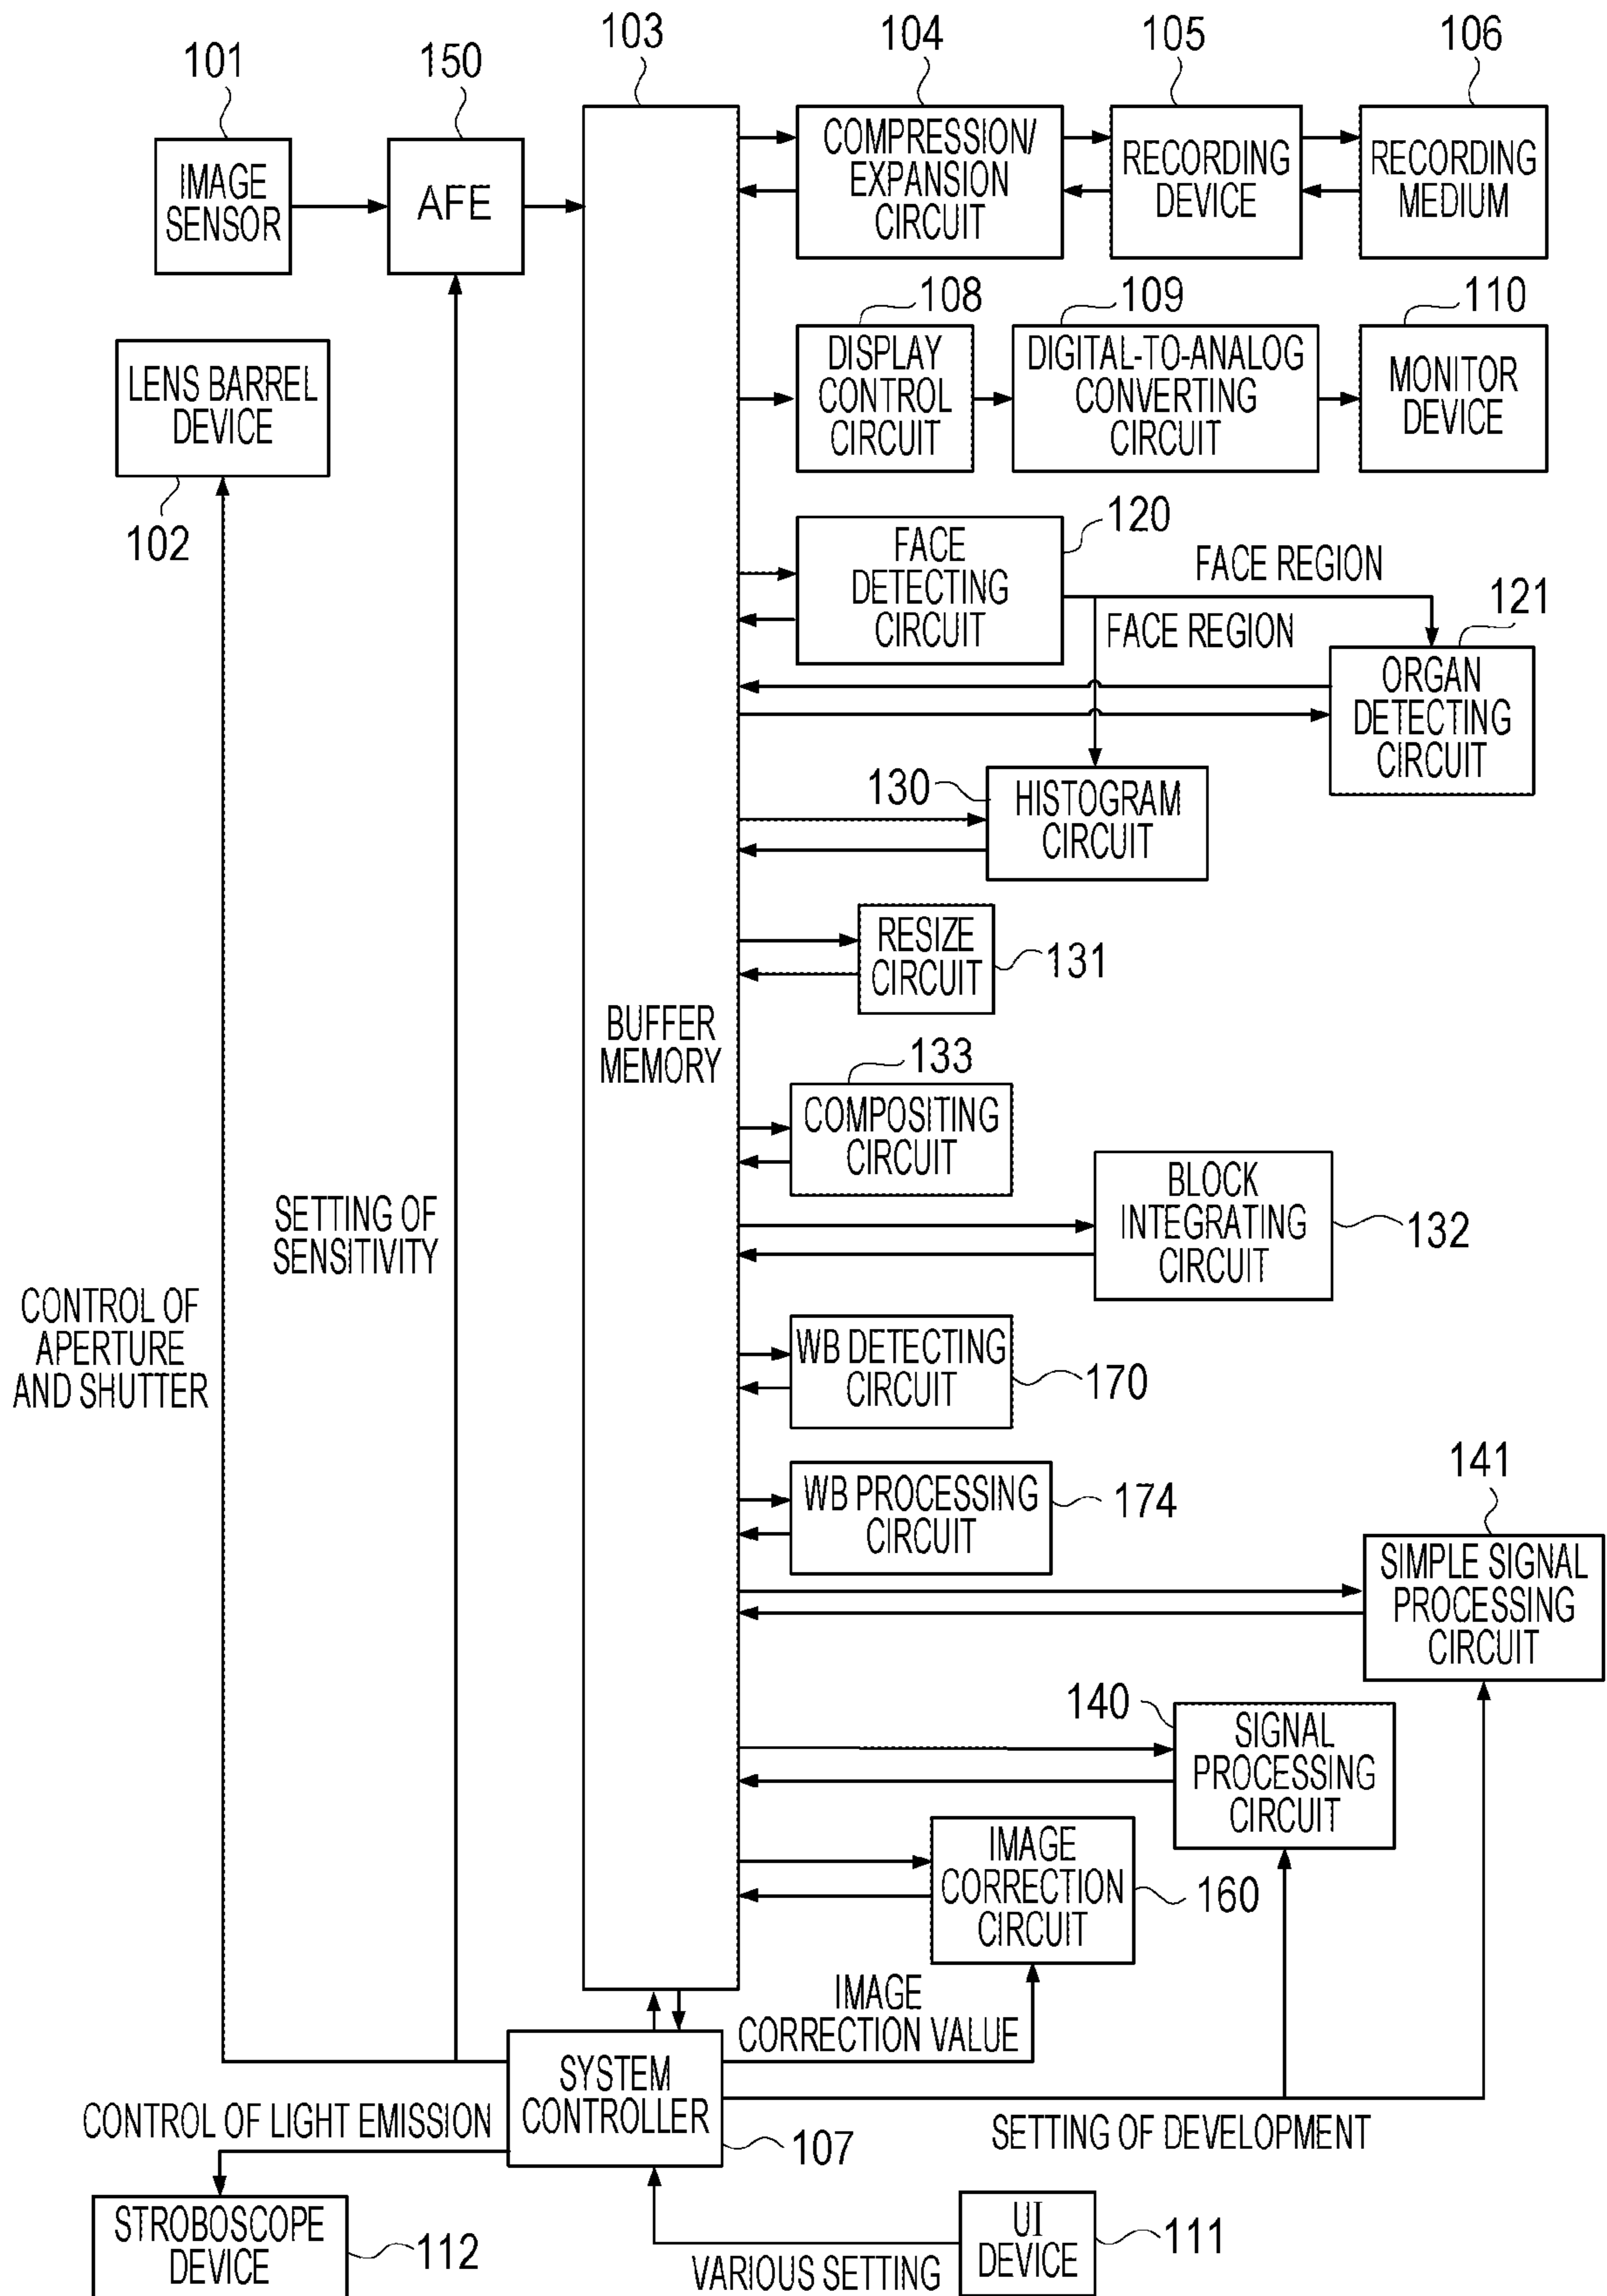 101
150
103
104
105
106
IMAGE
SENSOR
AFE
COMPRESSION/
EXPANSION
CIRCUIT
RECORDING
DEVICE
RECORDING
MEDIUM
108
109
110
LENS BARREL
DEVICE
102
DISPLAY
CONTROL
CIRCUIT
DIGITAL-TO-ANALOG
CONVERTING
CIRCUIT
MONITOR
DEVICE
120
FACE
DETECTING
CIRCUIT
FACE REGION
FACE REGION
121
ORGAN
DETECTING
CIRCUIT
130
HISTOGRAM
CIRCUIT
RESIZE
CIRCUIT
131
BUFFER
MEMORY
133
COMPOSITING
CIRCUIT
BLOCK
INTEGRATING
CIRCUIT
132
SETTING OF
SENSITIVITY
CONTROL OF
APERTURE
AND SHUTTER
WB DETECTING
CIRCUIT
170
WB PROCESSING
CIRCUIT
174
141
SIMPLE SIGNAL
PROCESSING
CIRCUIT
140
SIGNAL
PROCESSING
CIRCUIT
IMAGE
CORRECTION
CIRCUIT
160
IMAGE
CORRECTION VALUE
SYSTEM
CONTROLLER
107
CONTROL OF LIGHT EMISSION
SETTING OF DEVELOPMENT
STROBOSCOPE
DEVICE
112
VARIOUS SETTING
UI
DEVICE
111